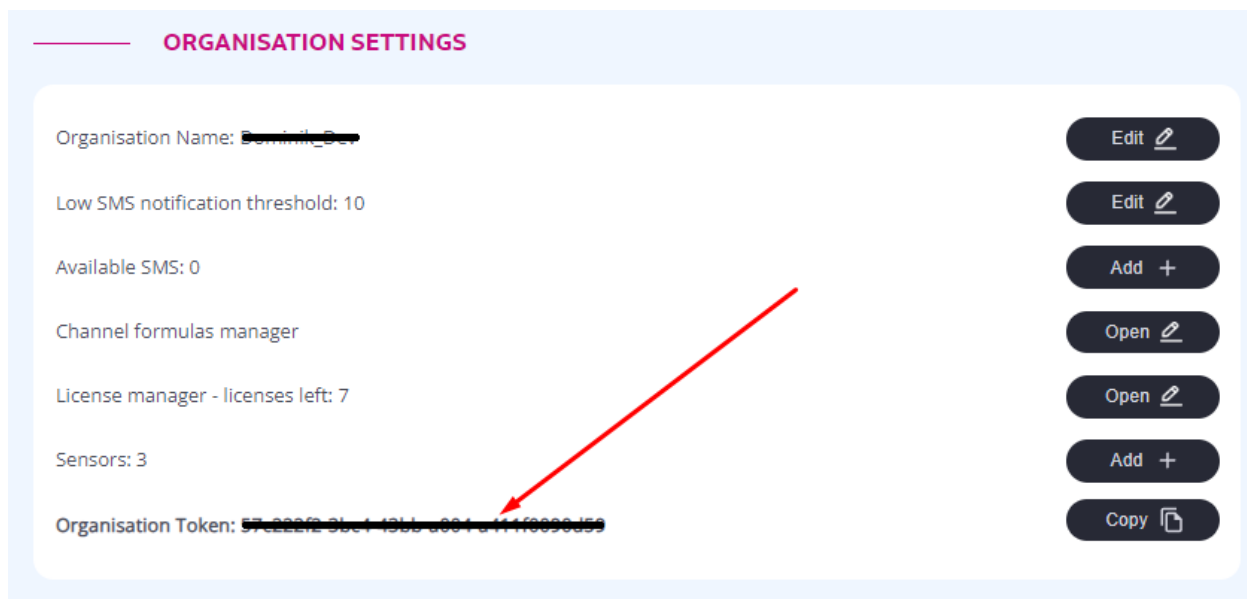 ORGANISATION SETTINGS
Organisation Name:
Edit
Low SMS notification threshold: 10
Edit
Available SMS: 0
Add
Channel formulas manager
Open
License manager - licenses left: 7
Open
Sensors: 3
Add
Organisation Token:
Copy